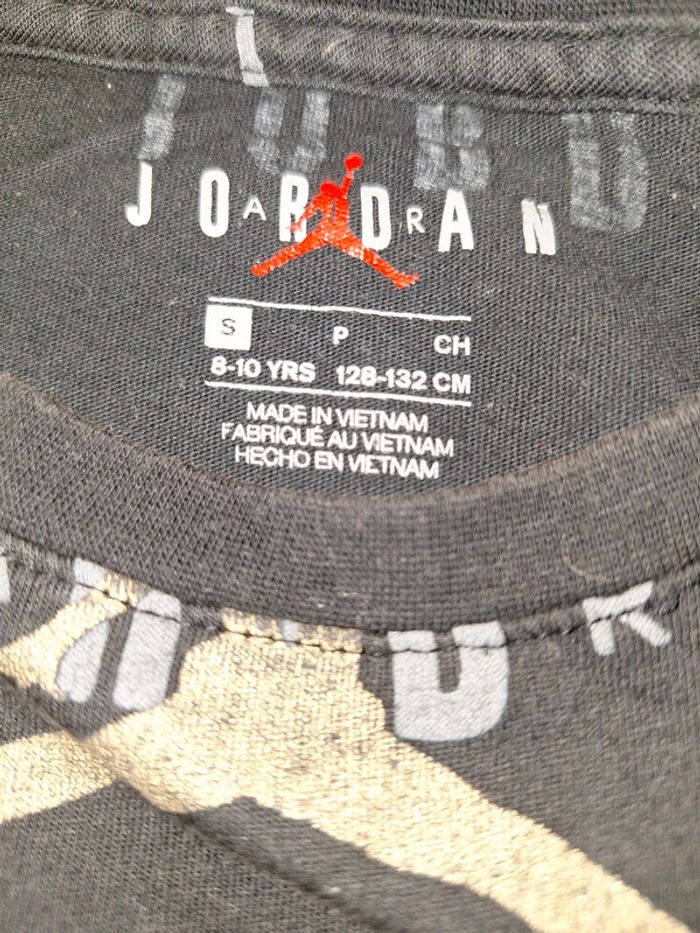 JORDAN
AIR
S P CH
8-10 YRS 128-132 CM
MADE IN VIETNAM
FABRIQUÉ AU VIETNAM
HECHO EN VIETNAM